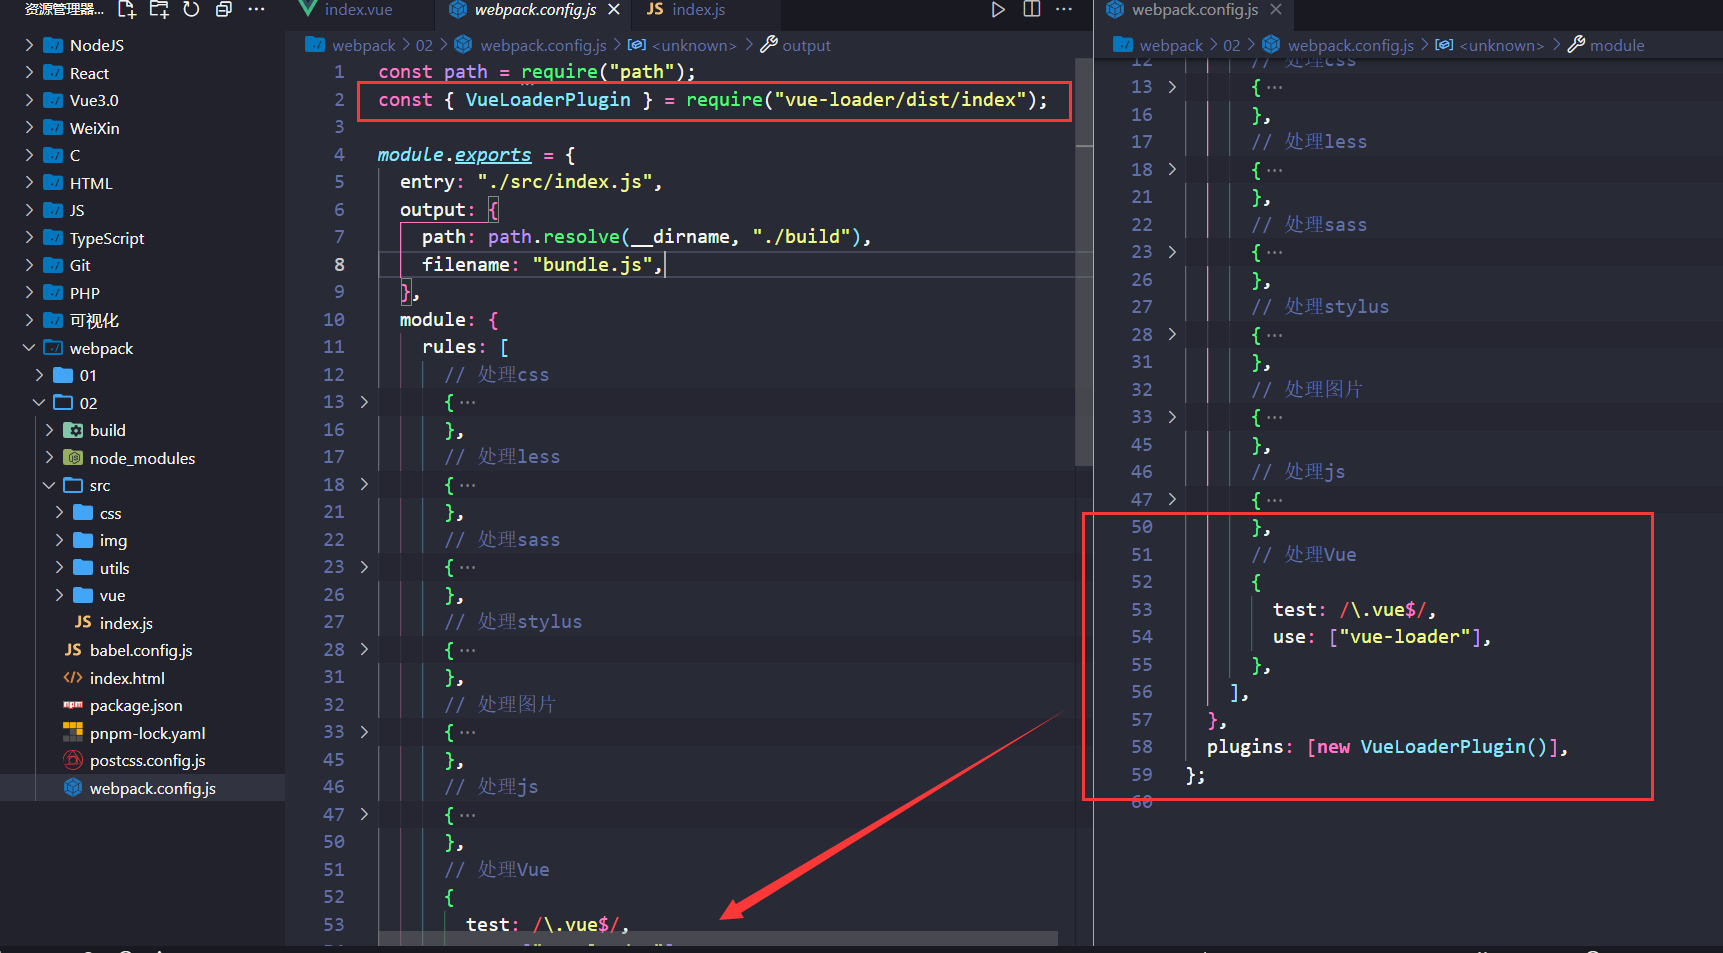 资源管理器...
NodeJS
React
Vue3.0
WeiXin
C
HTML
JS
TypeScript
Git
PHP
可视化
webpack
01
02
build
node_modules
src
css
img
utils
vue
JS index.js
JS babel.config.js
index.html
npm package.json
pnpm-lock.yaml
postcss.config.js
webpack.config.js
index.vue
webpack.config.js
JS index.js
webpack > 02 > webpack.config.js > <unknown> > output
1 const path = require("path");
2 const { VueLoaderPlugin } = require("vue-loader/dist/index");
3
4 module.exports = {
5 entry: "./src/index.js",
6 output: {
7 path: path.resolve(__dirname, "./build"),
8 filename: "bundle.js",
9 },
10 module: {
11 rules: [
12 // 处理css
13 > { ···
16 },
17 // 处理less
18 > { ···
21 },
22 // 处理sass
23 > { ···
26 },
27 // 处理stylus
28 > { ···
31 },
32 // 处理图片
33 > { ···
45 },
46 // 处理js
47 > { ···
50 },
51 // 处理Vue
52 {
53 test: /\.vue$/,
webpack.config.js
webpack > 02 > webpack.config.js > <unknown> > module
12 // 处理css
13 > { ···
16 },
17 // 处理less
18 > { ···
21 },
22 // 处理sass
23 > { ···
26 },
27 // 处理stylus
28 > { ···
31 },
32 // 处理图片
33 > { ···
45 },
46 // 处理js
47 > { ···
50 },
51 // 处理Vue
52 {
53 test: /\.vue$/,
54 use: ["vue-loader"],
55 },
56 ],
57 },
58 plugins: [new VueLoaderPlugin()],
59 };
60